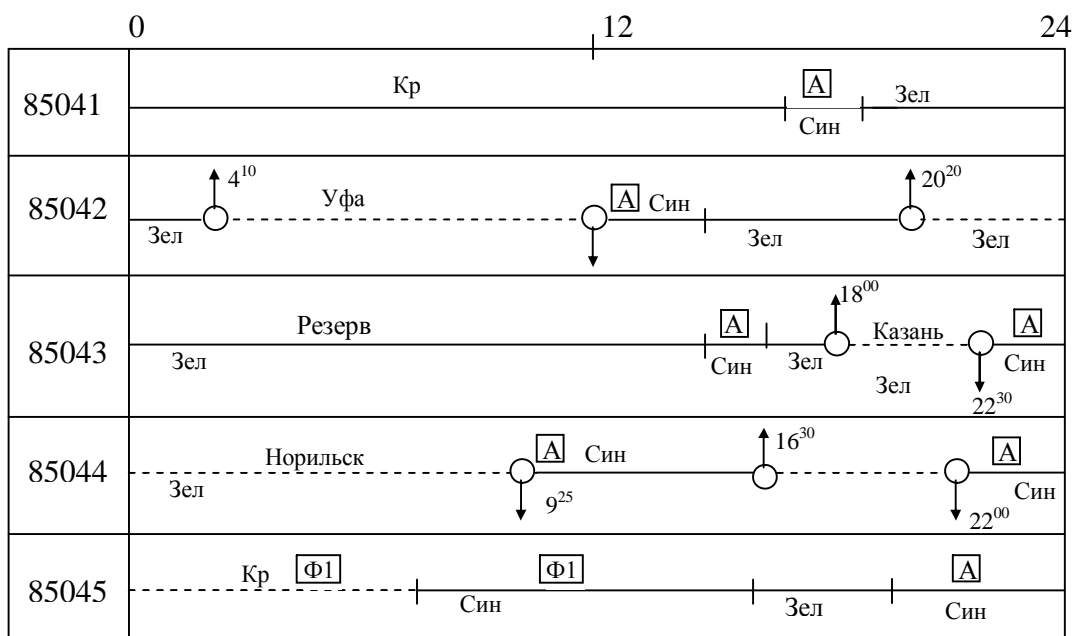 0 12 24
85041 Кр А Син Зел
85042 Зел 4¹⁰ Уфа А Син Зел 20²⁰ Зел
85043 Зел Резерв А Син Зел 18⁰⁰ Казань Зел 22³⁰ А Син
85044 Норильск Зел А 9²⁵ Син 16³⁰ 22⁰⁰ А Син
85045 Кр Ф1 Син Ф1 Зел А Син